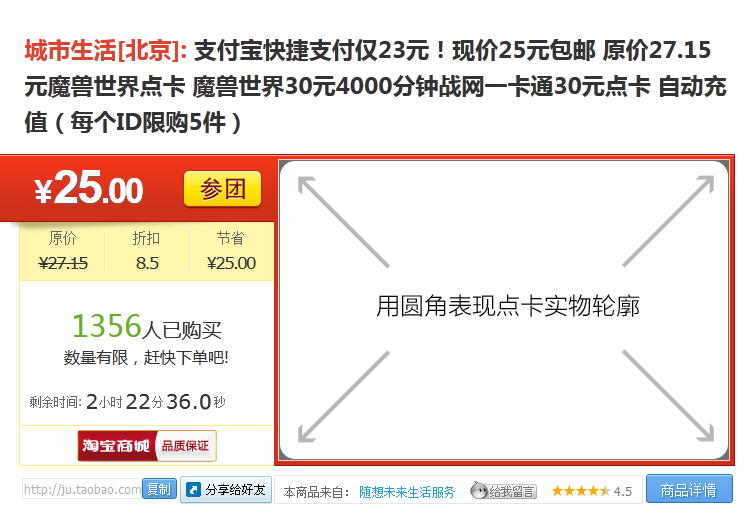 城市生活[北京]: 支付宝快捷支付仅23元！现价25元包邮 原价27.15
元魔兽世界点卡 魔兽世界30元4000分钟战网一卡通30元点卡 自动充
值（每个ID限购5件）
¥25.00 参团
原价 折扣 节省
¥27.15 8.5 ¥25.00
用圆角表现点卡实物轮廓
1356人已购买
数量有限，赶快下单吧!
剩余时间: 2小时22分36.0秒
淘宝商城 品质保证
http://ju.taobao.com 复制 分享给好友 本商品来自： 随想未来生活服务 给我留言 4.5 商品详情